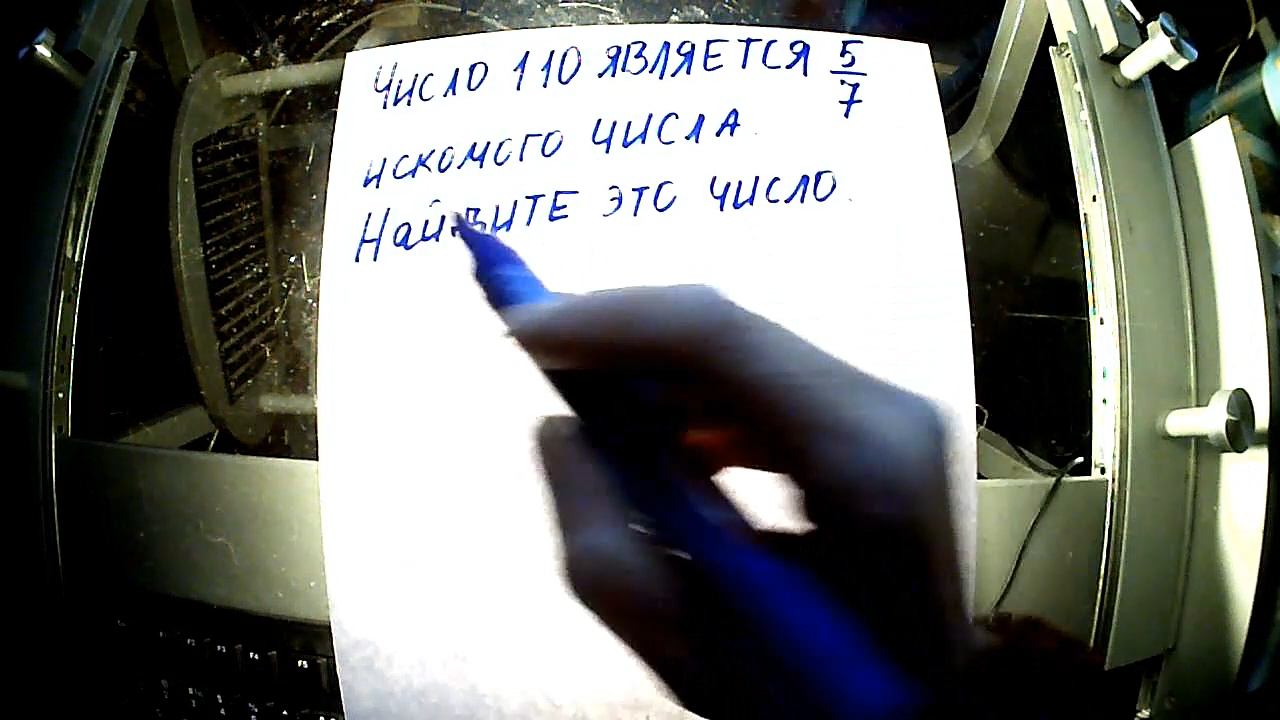 Число 110 является 5/7
искомого числа.
Найдите это число.